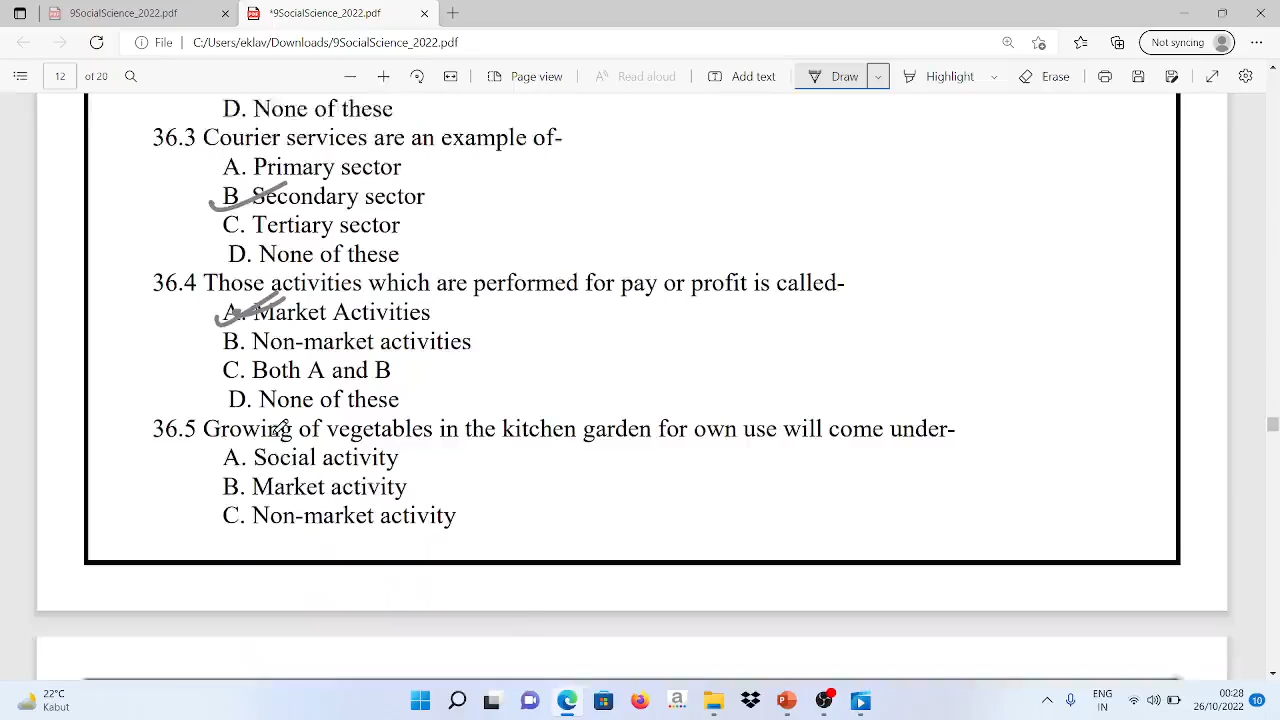 9SocialScience_2022.pdf
*9SocialScience_2022.pdf
File
C:/Users/eklav/Downloads/9SocialScience_2022.pdf
Not syncing
12 of 20
Page view
Read aloud
Add text
Draw
Highlight
Erase
D. None of these
36.3 Courier services are an example of-
A. Primary sector
B. Secondary sector
C. Tertiary sector
D. None of these
36.4 Those activities which are performed for pay or profit is called-
A. Market Activities
B. Non-market activities
C. Both A and B
D. None of these
36.5 Growing of vegetables in the kitchen garden for own use will come under-
A. Social activity
B. Market activity
C. Non-market activity
22°C
Kabut
ENG
IN
00:28
26/10/2022
10